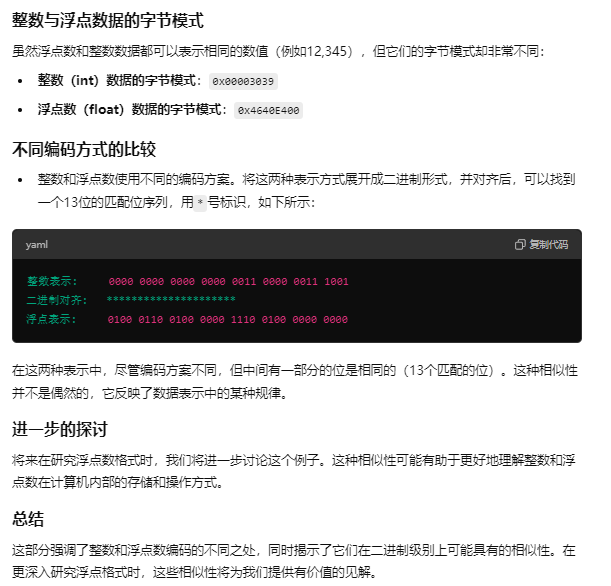 整数与浮点数据的字节模式
虽然浮点数和整数数据都可以表示相同的数值（例如12,345），但它们的字节模式却非常不同：
• 整数（int）数据的字节模式：0x00003039
• 浮点数（float）数据的字节模式：0x4640E400
不同编码方式的比较
• 整数和浮点数使用不同的编码方案。将这两种表示方式展开成二进制形式，并对齐后，可以找到
一个13位的匹配位序列，用 * 号标识，如下所示：
yaml 复制代码
整数表示： 0000 0000 0000 0000 0011 0000 0011 1001
二进制对齐： *********************
浮点表示： 0100 0110 0100 0000 1110 0100 0000 0000
在这两种表示中，尽管编码方案不同，但中间有一部分的位是相同的（13个匹配的位）。这种相似性
并不是偶然的，它反映了数据表示中的某种规律。
进一步的探讨
将来在研究浮点数格式时，我们将进一步讨论这个例子。这种相似性可能有助于更好地理解整数和浮
点数在计算机内部的存储和操作方式。
总结
这部分强调了整数和浮点数编码的不同之处，同时揭示了它们在二进制级别上可能具有的相似性。在
更深入研究浮点格式时，这些相似性将为我们提供有价值的见解。